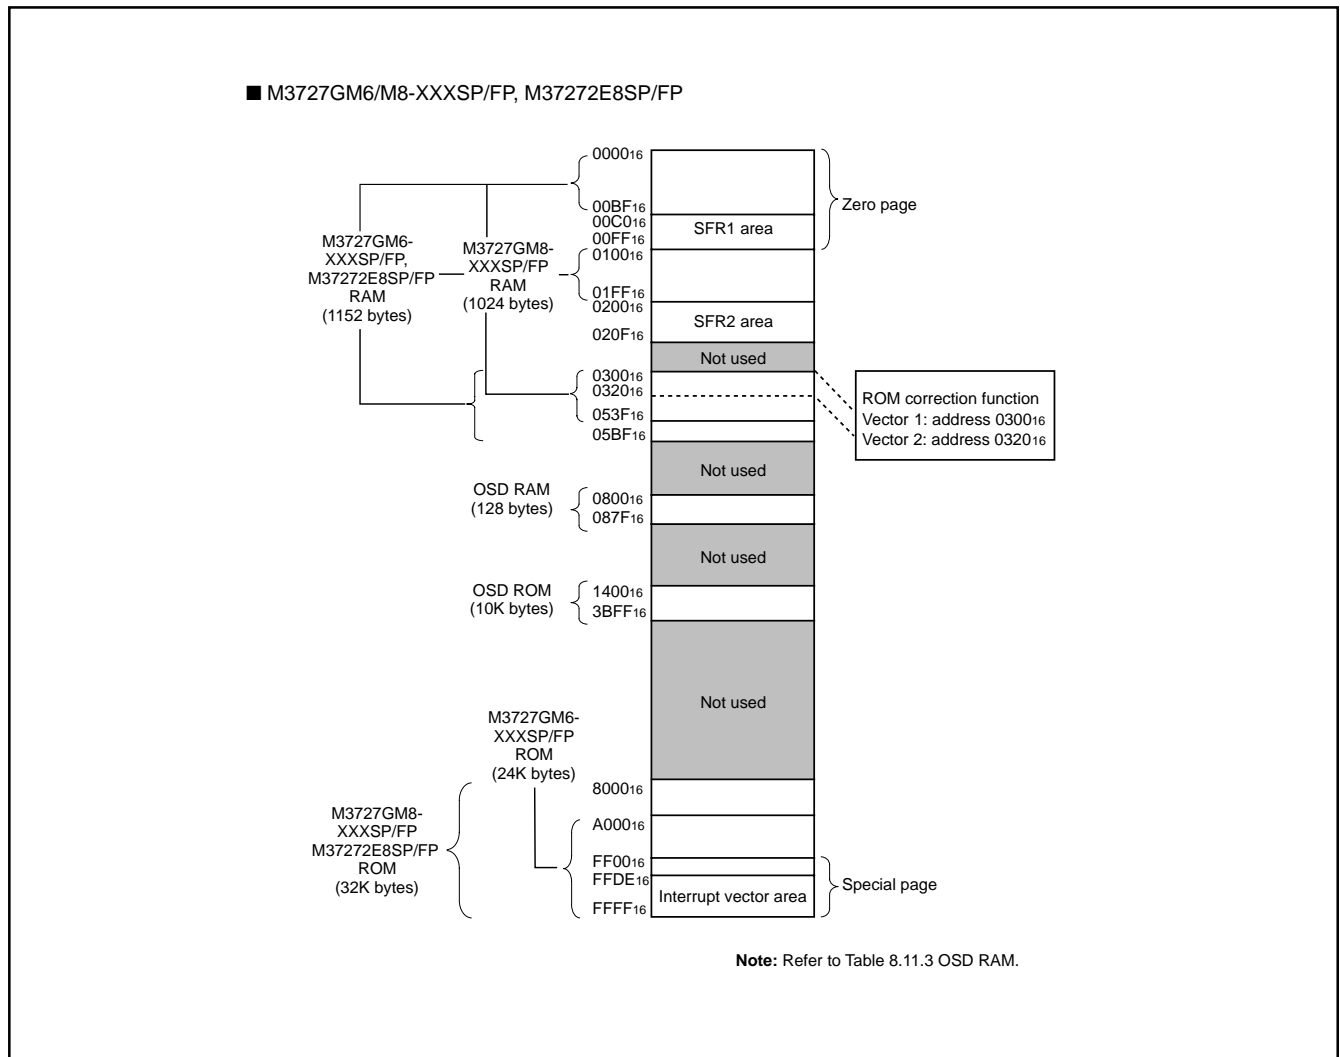 ■ M3727GM6/M8-XXXSP/FP, M37272E8SP/FP
000016
00BF16
00C016
00FF16
010016
01FF16
020016
020F16
030016
032016
053F16
05BF16
080016
087F16
140016
3BFF16
800016
A00016
FF0016
FFDE16
FFFF16
SFR1 area
SFR2 area
Not used
Not used
Not used
Not used
Interrupt vector area
Zero page
Special page
M3727GM6-
XXXSP/FP,
M37272E8SP/FP
RAM
(1152 bytes)
M3727GM8-
XXXSP/FP
RAM
(1024 bytes)
ROM correction function
Vector 1: address 030016
Vector 2: address 032016
OSD RAM
(128 bytes)
OSD ROM
(10K bytes)
M3727GM6-
XXXSP/FP
ROM
(24K bytes)
M3727GM8-
XXXSP/FP
M37272E8SP/FP
ROM
(32K bytes)
Note: Refer to Table 8.11.3 OSD RAM.